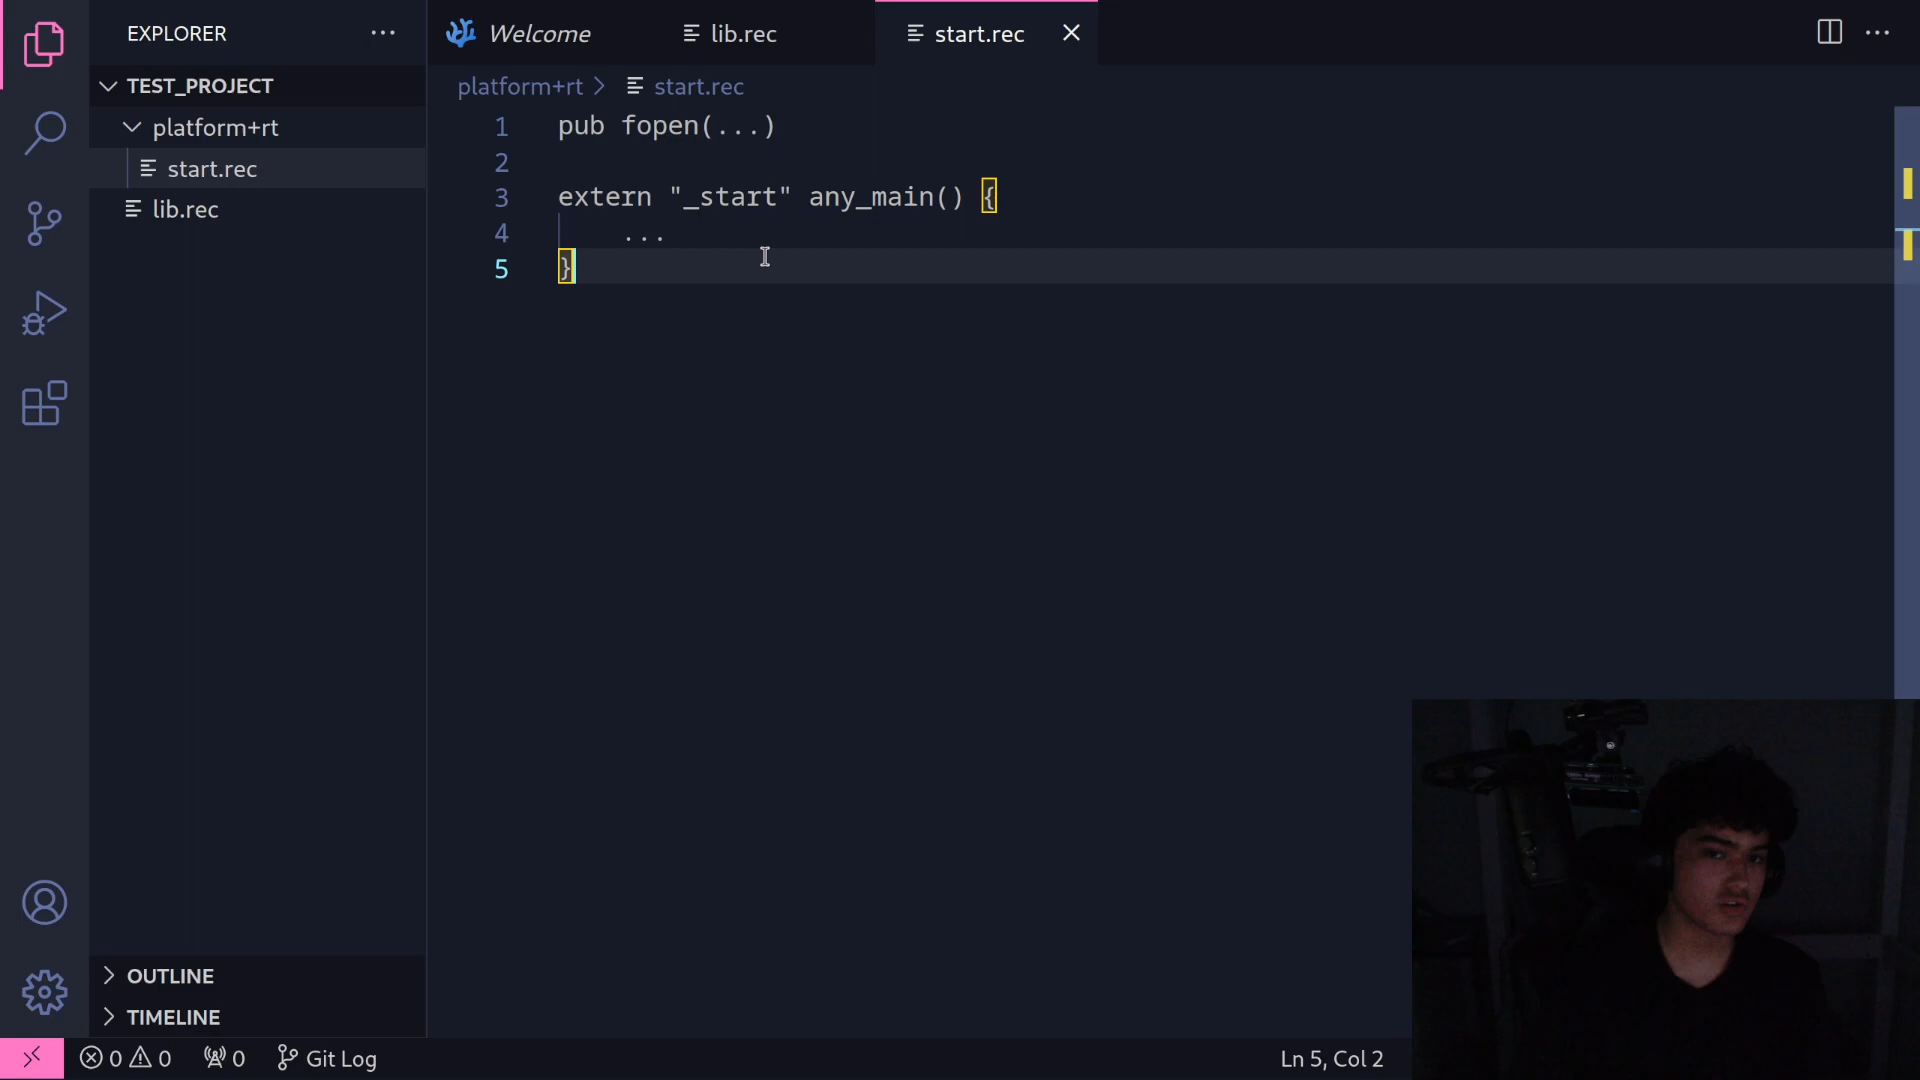 EXPLORER
Welcome
lib.rec
start.rec
TEST_PROJECT
platform+rt
start.rec
lib.rec
platform+rt > start.rec
1 pub fopen(...)
2
3 extern "_start" any_main() {
4 ...
5 }
OUTLINE
TIMELINE
0 0 0 Git Log
Ln 5, Col 2